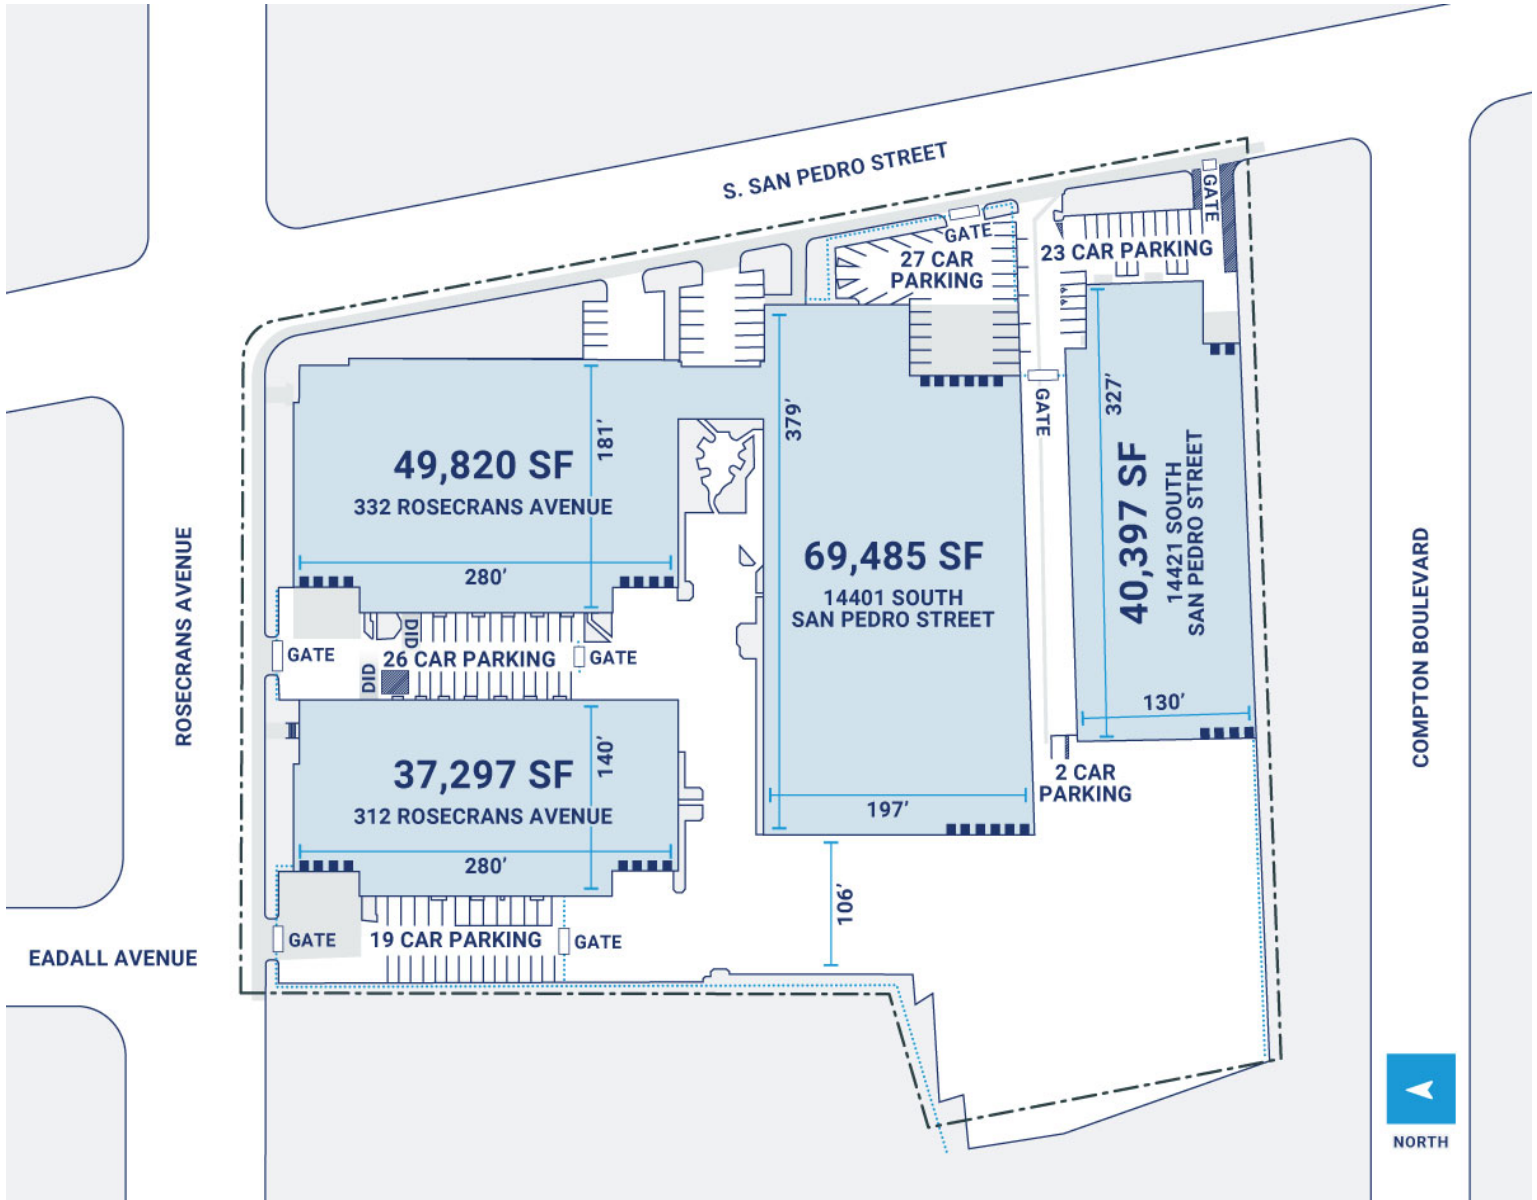 S. SAN PEDRO STREET
GATE
GATE
27 CAR
PARKING
23 CAR PARKING
49,820 SF
332 ROSECRANS AVENUE
181'
280'
379'
69,485 SF
14401 SOUTH
SAN PEDRO STREET
197'
GATE
327'
40,397 SF
14421 SOUTH
SAN PEDRO STREET
130'
2 CAR
PARKING
ROSECRANS AVENUE
COMPTON BOULEVARD
GATE
DID
DID
26 CAR PARKING
GATE
37,297 SF
312 ROSECRANS AVENUE
140'
280'
106'
GATE
19 CAR PARKING
GATE
EADALL AVENUE
NORTH